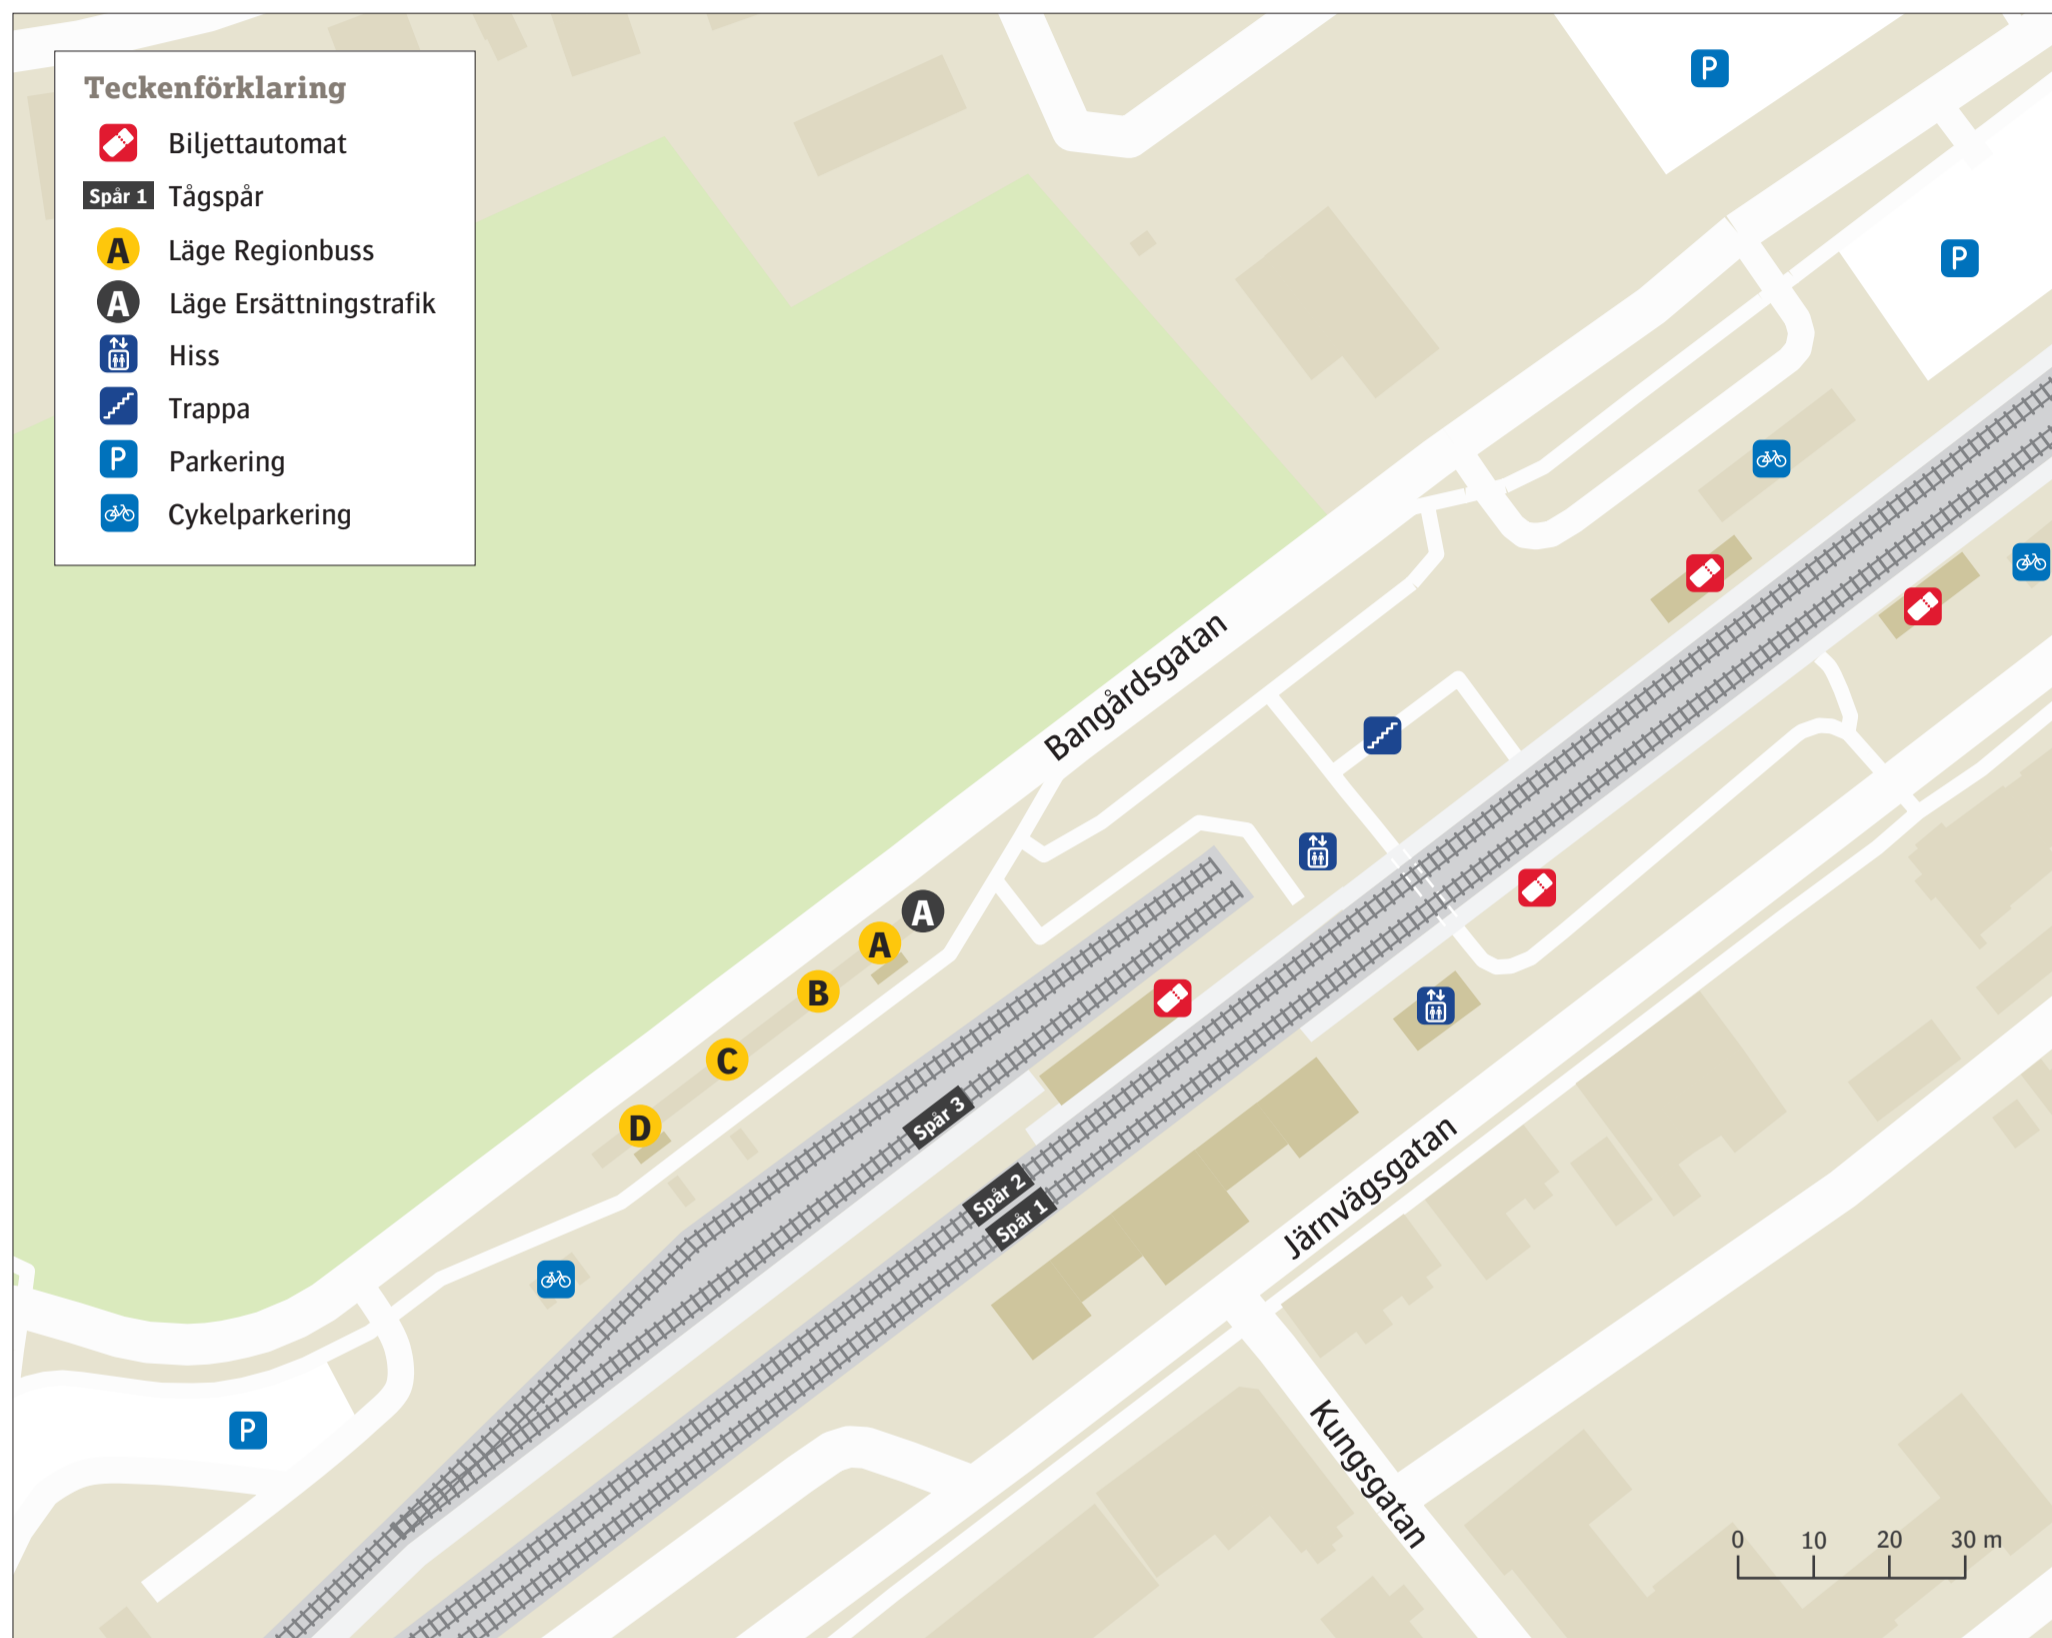 Teckenförklaring
Biljettautomat
Spår 1 Tågspår
A Läge Regionbuss
A Läge Ersättningstrafik
Hiss
Trappa
P Parkering
Cykelparkering
P
P
Bangårdsgatan
A
A
B
C
D
Spår 3
Spår 2
Spår 1
Järnvägsgatan
Kungsgatan
P
0 10 20 30 m